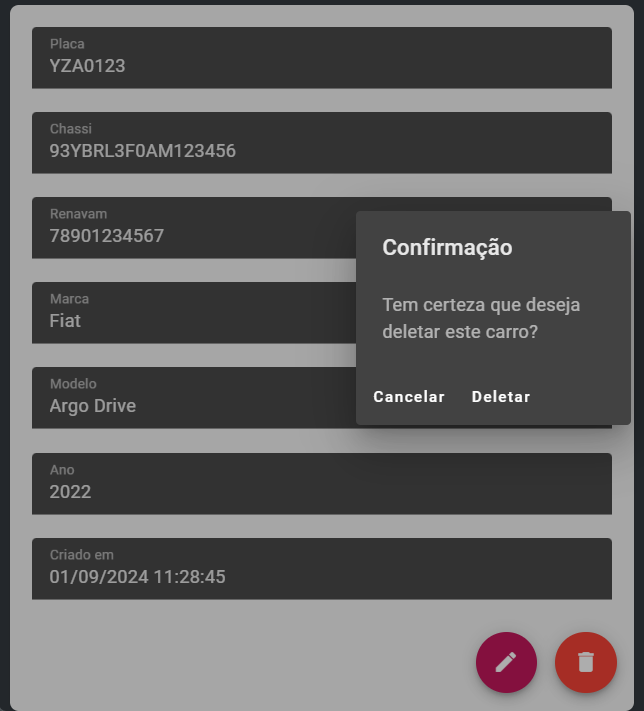 Placa
YZA0123
Chassi
93YBRL3F0AM123456
Renavam
78901234567
Marca
Fiat
Modelo
Argo Drive
Ano
2022
Criado em
01/09/2024 11:28:45
Confirmação
Tem certeza que deseja
deletar este carro?
Cancelar Deletar